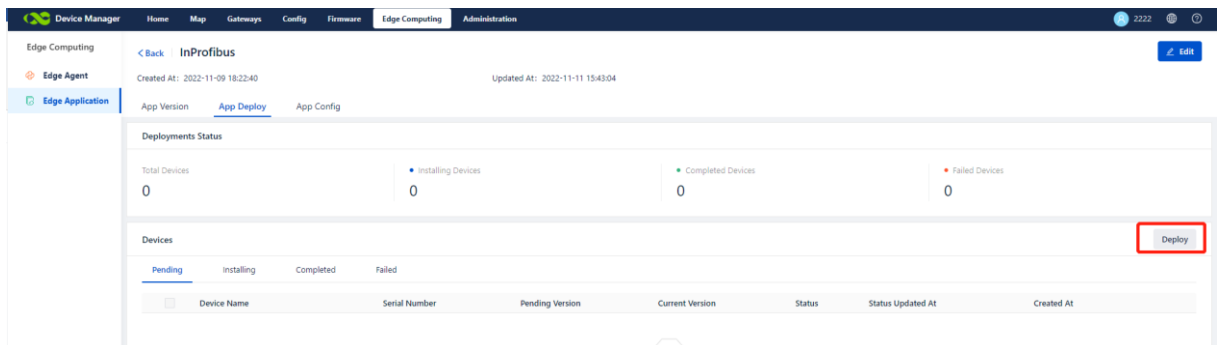 Device Manager Home Map Gateways Config Firmware Edge Computing Administration 2222
Edge Computing
Edge Agent
Edge Application
< Back InProfibus Edit
Created At: 2022-11-09 18:22:40 Updated At: 2022-11-11 15:43:04
App Version App Deploy App Config
Deployments Status
Total Devices Installing Devices Completed Devices Failed Devices
0 0 0 0
Devices Deploy
Pending Installing Completed Failed
Device Name Serial Number Pending Version Current Version Status Status Updated At Created At